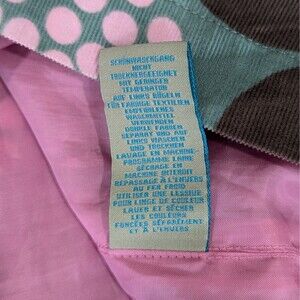 SCHONWASCHGANG
NICHT
TROCKNERGEEIGNET
MIT GERINGER
TEMPERATUR
AUF LINKS BÜGELN
FÜR FARBIGE TEXTILIEN
EMPFOHLENES
WASCHMITTEL
VERWENDEN
DUNKLE FARBEN
SEPARAT UND AUF
LINKS WASCHEN
UND TROCKNEN
LAVAGE EN MACHINE
PROGRAMME LAINE
SÉCHAGE EN
MACHINE INTERDIT
REPASSAGE À L'ENVERS
AU FER FROID
UTILISER UNE LESSIVE
POUR LINGE DE COULEUR
LAVER ET SÉCHER
LES COULEURS
FONCÉES SÉPARÉMENT
ET À L'ENVERS